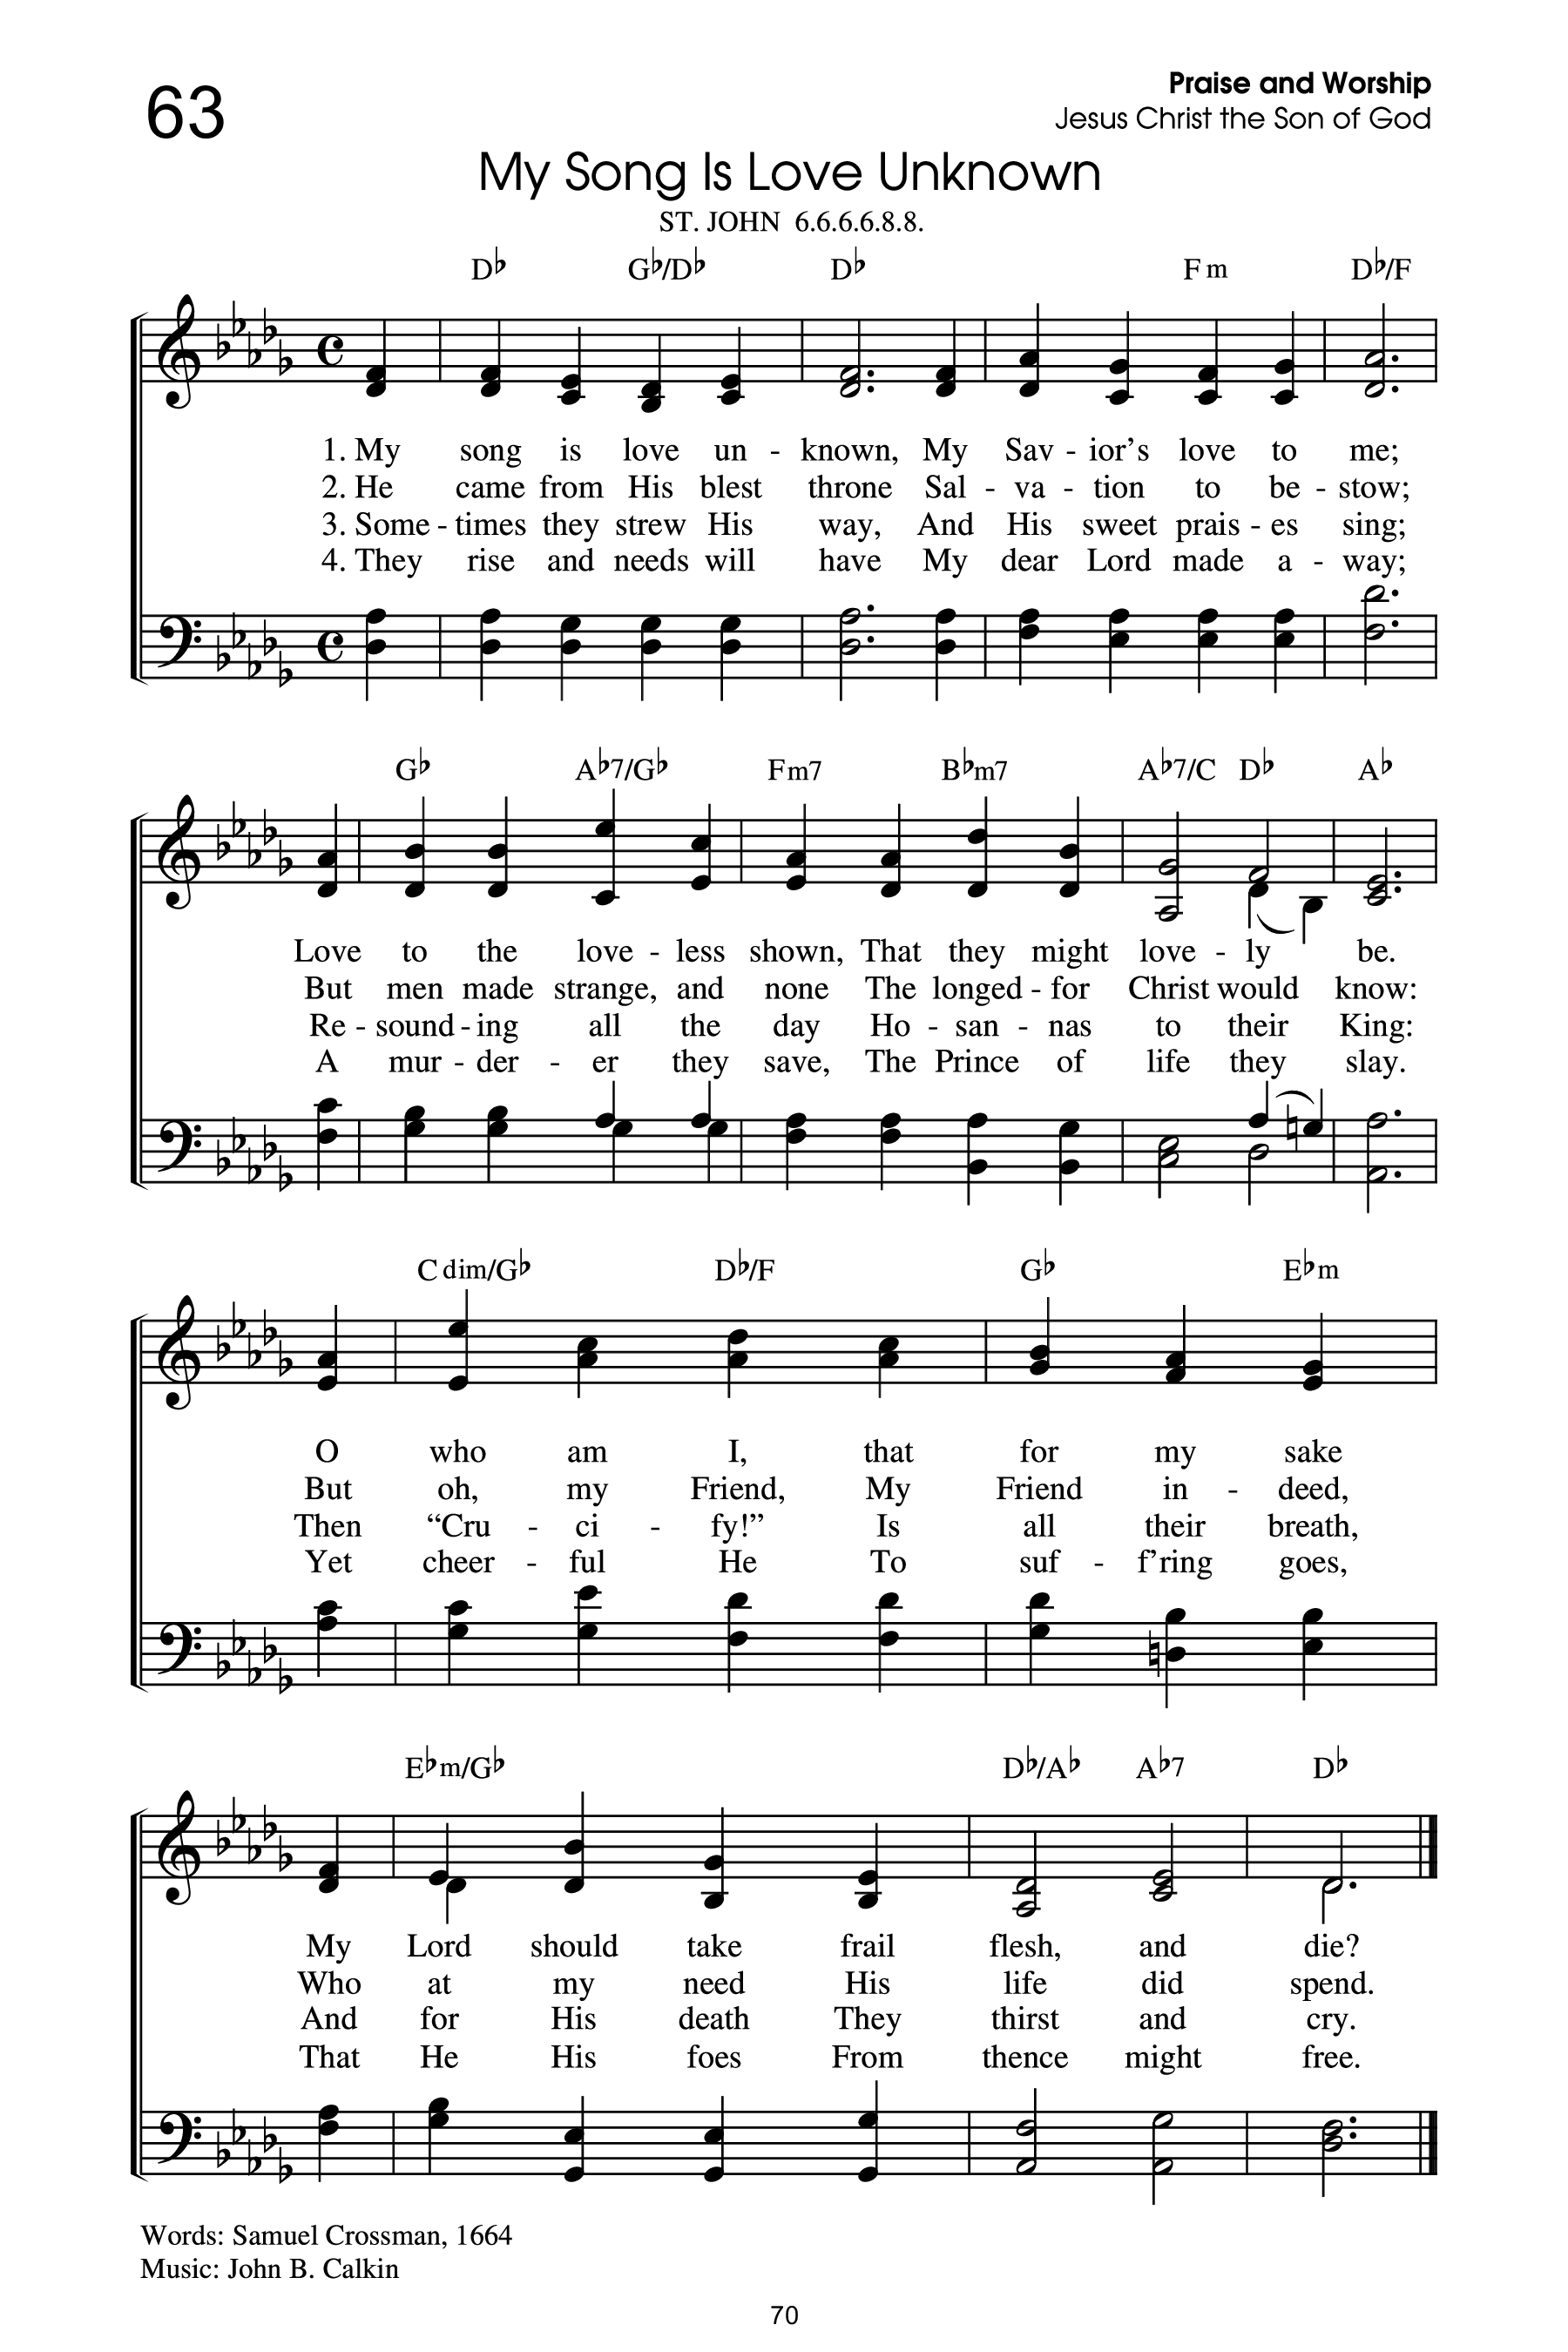 63
Praise and Worship
Jesus Christ the Son of God
My Song Is Love Unknown
ST. JOHN 6.6.6.6.8.8.
D♭ G♭/D♭ D♭ F m D♭/F
1. My song is love un - known, My Sav - ior’s love to me;
2. He came from His blest throne Sal - va - tion to be - stow;
3. Some - times they strew His way, And His sweet prais - es sing;
4. They rise and needs will have My dear Lord made a - way;
G♭ A♭7/G♭ Fm7 B♭m7 A♭7/C D♭ A♭
Love to the love - less shown, That they might love - ly be.
But men made strange, and none The longed - for Christ would know:
Re - sound - ing all the day Ho - san - nas to their King:
A mur - der - er they save, The Prince of life they slay.
C dim/G♭ D♭/F G♭ E♭m
O who am I, that for my sake
But oh, my Friend, My Friend in - deed,
Then “Cru - ci - fy!” Is all their breath,
Yet cheer - ful He To suf - f’ring goes,
E♭m/G♭ D♭/A♭ A♭7 D♭
My Lord should take frail flesh, and die?
Who at my need His life did spend.
And for His death They thirst and cry.
That He His foes From thence might free.
Words: Samuel Crossman, 1664
Music: John B. Calkin
70